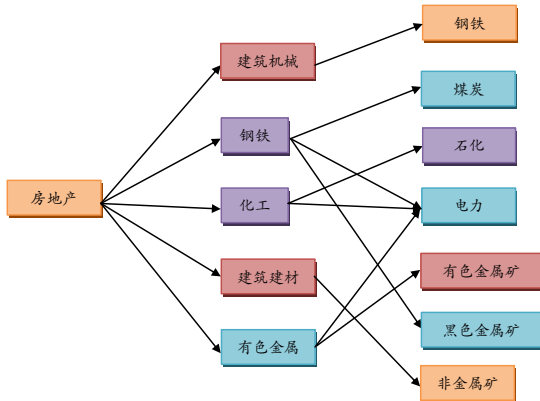 房地产
建筑机械
钢铁
化工
建筑建材
有色金属
钢铁
煤炭
石化
电力
有色金属矿
黑色金属矿
非金属矿